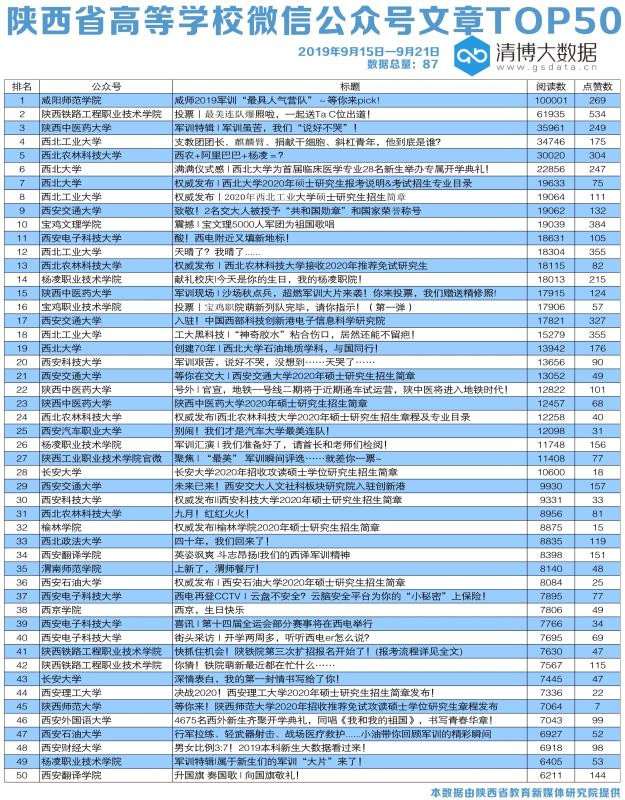 陕西省高等学校微信公众号文章TOP50
2019年9月15日—9月21日
数据总量：87
清博大数据
www.gsdata.cn
排名 公众号 标题 阅读数 点赞数
1 咸阳师范学院 咸师2019军训“最具人气营队”~等你来pick! 100001 269
2 陕西铁路工程职业技术学院 投票丨最美连队爆照啦，一起送Ta C位出道! 61935 534
3 陕西中医药大学 军训特辑 | 军训虽苦，我们“说好不哭”! 35961 249
4 西北工业大学 支教团团长、麒麟臂、捐献干细胞、斜杠青年，他到底是谁? 34746 175
5 西北农林科技大学 西农+阿里巴巴+杨凌＝? 30020 304
6 西北大学 满满仪式感 | 西北大学为首届临床医学专业28名新生举办专属开学典礼! 22856 247
7 西北大学 权威发布 | 西北大学2020年硕士研究生报考说明&考试招生专业目录 19633 75
8 西北工业大学 权威发布丨2020年西北工业大学硕士研究生招生简章 19064 111
9 西安交通大学 致敬! 2名交大人被授予“共和国勋章”和国家荣誉称号 19062 132
10 宝鸡文理学院 震撼 | 宝文理5000人军团为祖国歌唱 19039 384
11 西安电子科技大学 酸! 西电附近又填新地标! 18631 105
12 西北工业大学 天晴了? 我晴了...... 18304 355
13 西北农林科技大学 权威发布 | 西北农林科技大学接收2020年推荐免试研究生 18115 82
14 杨凌职业技术学院 献礼校庆|今天是你的生日，我的杨凌职院! 18013 215
15 陕西中医药大学 军训现场 | 沙场秋点兵，超燃军训大片来袭! 你来投票，我们赠送精修照! 17915 124
16 宝鸡职业技术学院 投票丨宝鸡职院萌新列队完毕，请你指示! （第一弹） 17906 57
17 西安交通大学 入驻! 中国西部科技创新港电子信息科学研究院 17821 327
18 西北工业大学 工大黑科技 | “神奇胶水”粘合伤口，居然还能不留疤! 15279 355
19 西北大学 创建70年 | 西北大学石油地质学科，与国同行! 13942 176
20 西安科技大学 军训艰苦，说好不哭，没想到……天哭了…… 13656 90
21 西安交通大学 等你在交大 | 西安交通大学2020年硕士研究生招生简章 13052 49
22 陕西中医药大学 号外 | 官宣，地铁一号线二期将于近期通车试运营，陕中医将进入地铁时代! 12822 101
23 陕西中医药大学 陕西中医药大学2020年硕士研究生招生简章 12457 68
24 西北农林科技大学 权威发布|西北农林科技大学2020年硕士研究生招生章程及专业目录 12258 40
25 西安汽车职业大学 别闹! 我们才是汽车大学最美连队! 12098 31
26 杨凌职业技术学院 军训汇演 | 我们准备好了，请首长和老师们检阅! 11748 156
27 陕西工业职业技术学院官微 聚焦 | “最美” 军训瞬间评选……就差你一票~ 11408 77
28 长安大学 长安大学2020年招收攻读硕士学位研究生招生简章 10600 18
29 西安交通大学 未来已来! 西安交大人文社科板块研究院入驻创新港 9930 157
30 西安科技大学 权威发布||西安科技大学2020年硕士研究生招生简章 9331 33
31 西北农林科技大学 九月! 红红火火! 8956 81
32 榆林学院 权威发布|榆林学院2020年硕士研究生招生简章 8875 15
33 西北政法大学 四十年，我们回来了! 8835 119
34 西安翻译学院 英姿飒爽 斗志昂扬|我们的西译军训精神 8398 151
35 渭南师范学院 上新了，渭师餐厅! 8140 48
36 西安石油大学 权威发布 | 西安石油大学2020年硕士研究生招生简章 8084 25
37 西安电子科技大学 西电再登CCTV | 云盘不安全? 云脑安全平台为你的“小秘密”上保险! 7895 77
38 西京学院 西京，生日快乐 7806 49
39 西安电子科技大学 喜讯 | 第十四届全运会部分赛事将在西电举行 7766 34
40 西安电子科技大学 街头采访 | 开学两周多，听听西电er怎么说? 7695 69
41 陕西铁路工程职业技术学院 快抓住机会! 陕铁院第三次扩招报名开始了! (报考流程详见全文) 7630 47
42 陕西铁路工程职业技术学院 你猜! 铁院萌新最近都在忙什么…… 7567 115
43 长安大学 深情表白，我的第一封情书写给了你! 7445 47
44 西安理工大学 决战2020! 西安理工大学2020年硕士研究生招生简章发布! 7336 22
45 陕西师范大学 等你来! 陕西师范大学2020年招收推荐免试攻读硕士学位研究生章程发布 7064 7
46 西安外国语大学 4675名西外新生齐聚开学典礼，同唱《我和我的祖国》，书写青春华章! 7043 99
47 西安石油大学 行军拉练、轻武器射击、战场医疗救护......小油带你回顾军训的精彩瞬间 6927 52
48 西安财经大学 男女比例3:7! 2019本科新生大数据看过来! 6918 98
49 陕西铁路工程职业技术学院 军训特辑|属于新生们的军训“大片”来了! 6405 53
50 西安翻译学院 升国旗 奏国歌 | 向国旗敬礼! 6211 144
本数据由陕西省教育新媒体研究院提供